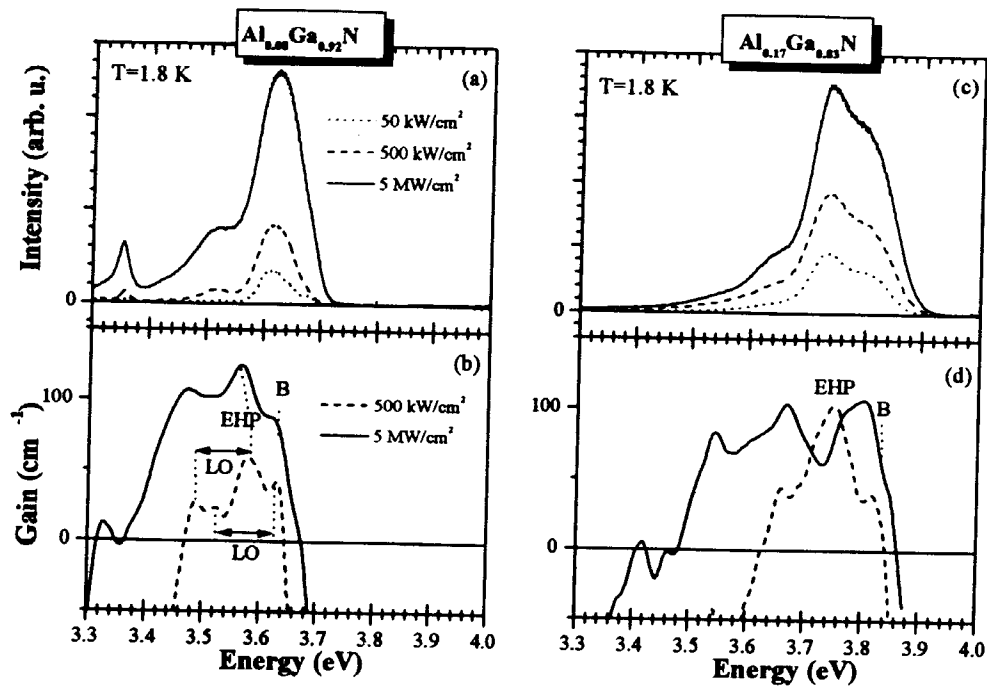 Al0.08Ga0.92N
T=1.8 K
(a)
50 kW/cm2
500 kW/cm2
5 MW/cm2
Intensity (arb. u.)
0
(b)
B
EHP
LO
LO
500 kW/cm2
5 MW/cm2
Gain (cm -1)
100
0
3.3 3.4 3.5 3.6 3.7 3.8 3.9 4.0
Energy (eV)
Al0.17Ga0.83N
T=1.8 K
(c)
0
(d)
EHP
B
100
0
3.3 3.4 3.5 3.6 3.7 3.8 3.9 4.0
Energy (eV)